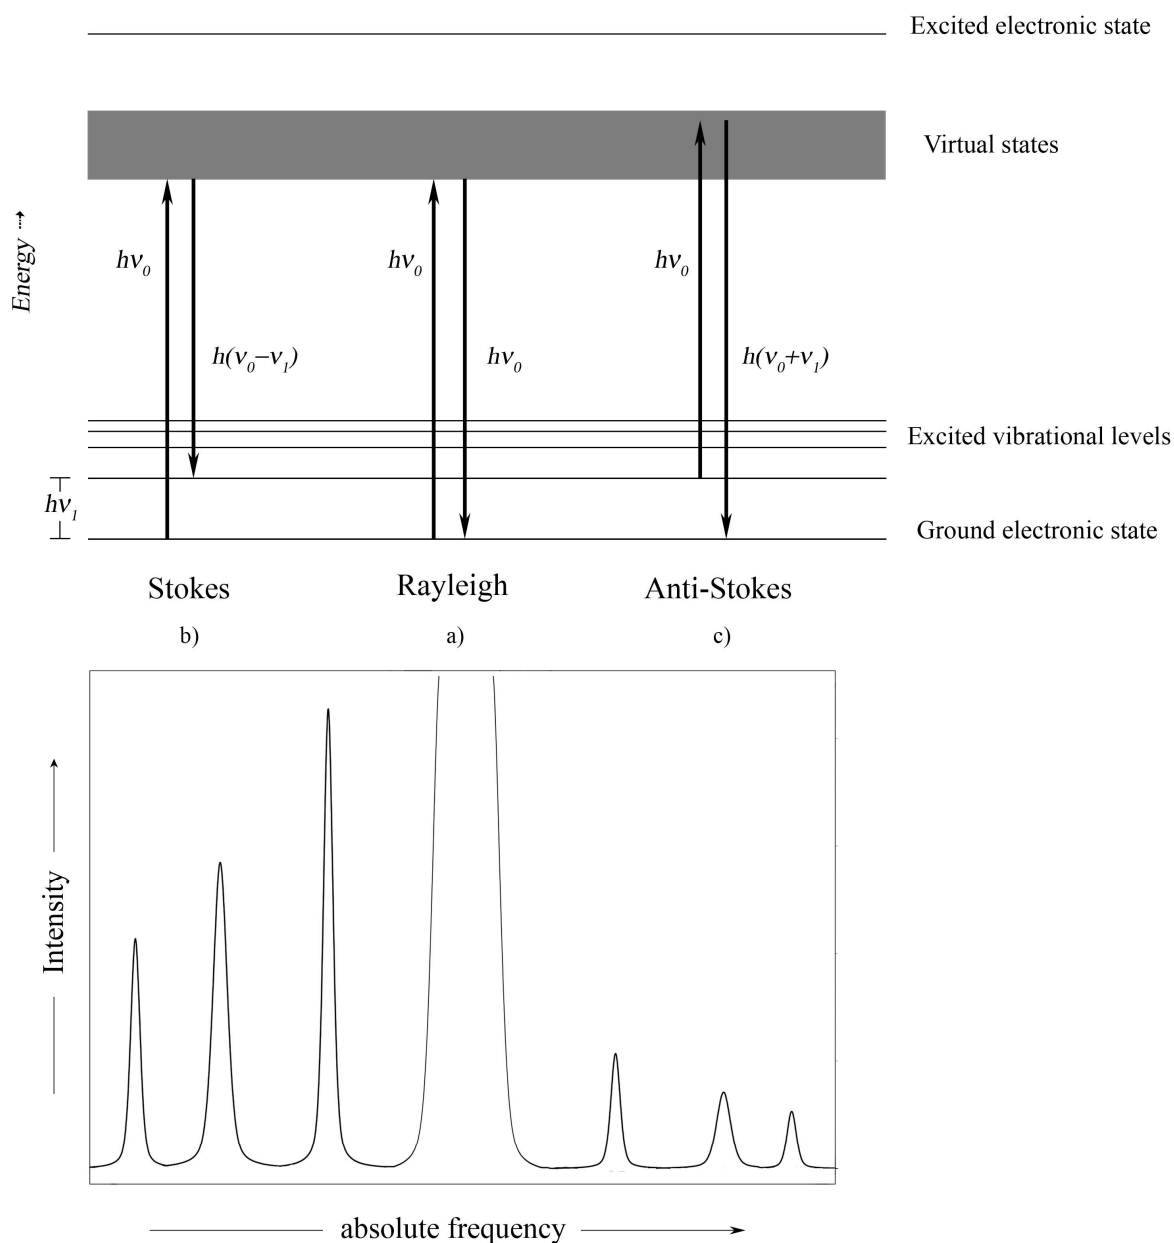 Excited electronic state
Virtual states
Energy ⇢
hν₀
hν₀
hν₀
h(ν₀−ν₁)
hν₀
h(ν₀+ν₁)
Excited vibrational levels
hν₁
Ground electronic state
Stokes
Rayleigh
Anti-Stokes
b)
a)
c)
Intensity
absolute frequency